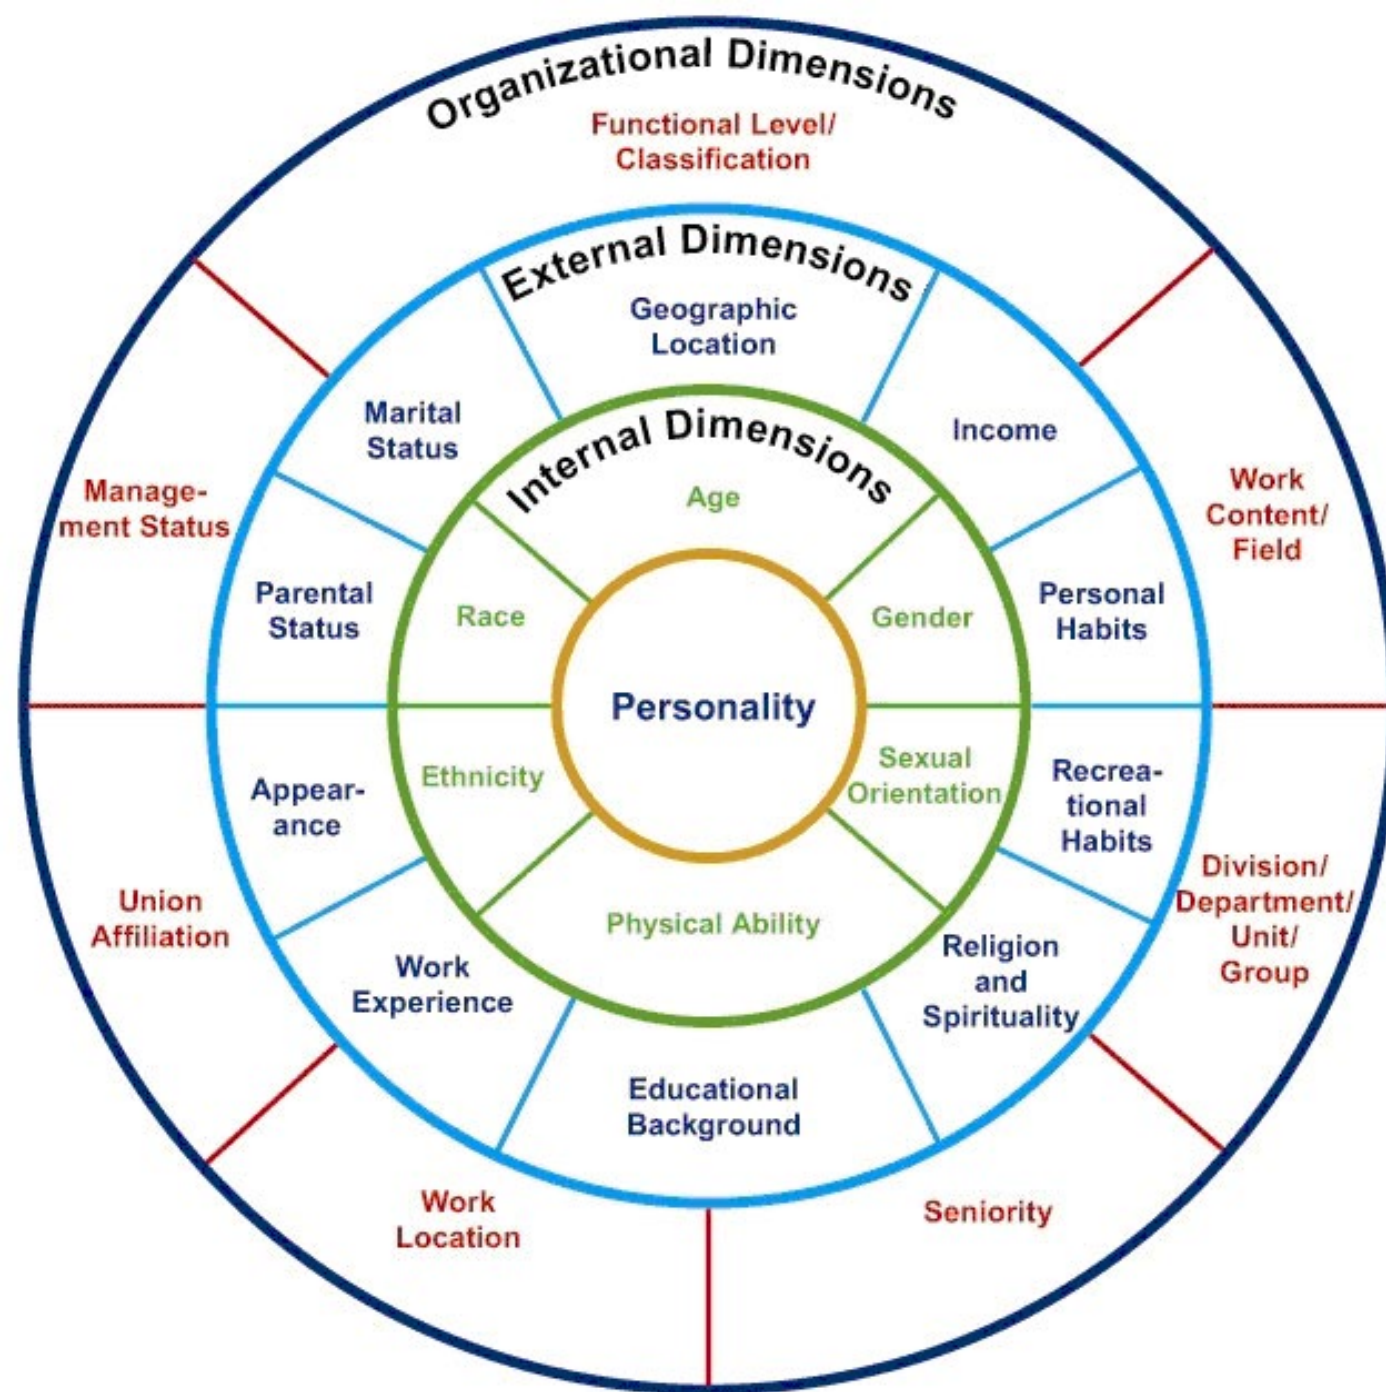 Organizational Dimensions
Functional Level/
Classification
External Dimensions
Geographic
Location
Internal Dimensions
Age
Marital
Status
Income
Manage-
ment Status
Work
Content/
Field
Parental
Status
Race
Gender
Personal
Habits
Personality
Appear-
ance
Ethnicity
Sexual
Orientation
Recrea-
tional
Habits
Union
Affiliation
Division/
Department/
Unit/
Group
Physical Ability
Work
Experience
Religion
and
Spirituality
Educational
Background
Work
Location
Seniority